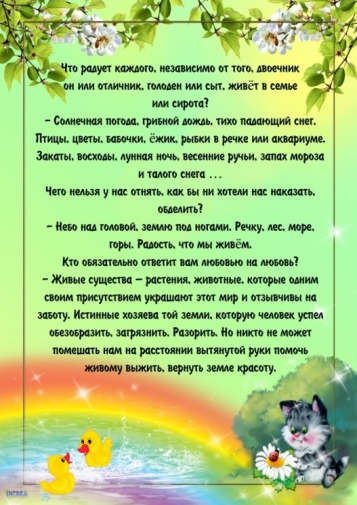 Что радует каждого, независимо от того, двоечник
он или отличник, голоден или сыт, живёт в семье
или сирота?
– Солнечная погода, грибной дождь, тихо падающий снег.
Птицы, цветы, бабочки, ёжик, рыбки в речке или аквариуме.
Закаты, восходы, лунная ночь, весенние ручьи, запах мороза
и талого снега ...
Чего нельзя у нас отнять, как бы ни хотели нас наказать,
обделить?
– Небо над головой, землю под ногами. Речку, лес, море,
горы. Радость, что мы живём.
Кто обязательно ответит вам любовью на любовь?
– Живые существа – растения, животные, которые одним
своим присутствием украшают этот мир и отзывчивы на
заботу. Истинные хозяева той земли, которую человек успел
обезобразить, загрязнить. Разорить. Но никто не может
помешать нам на расстоянии вытянутой руки помочь
живому выжить, вернуть земле красоту.